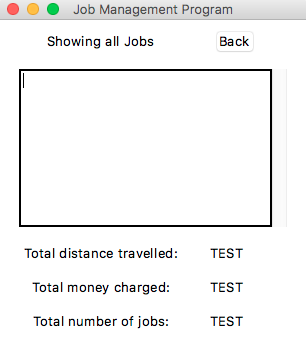 Job Management Program
Showing all Jobs Back
Total distance travelled: TEST
Total money charged: TEST
Total number of jobs: TEST